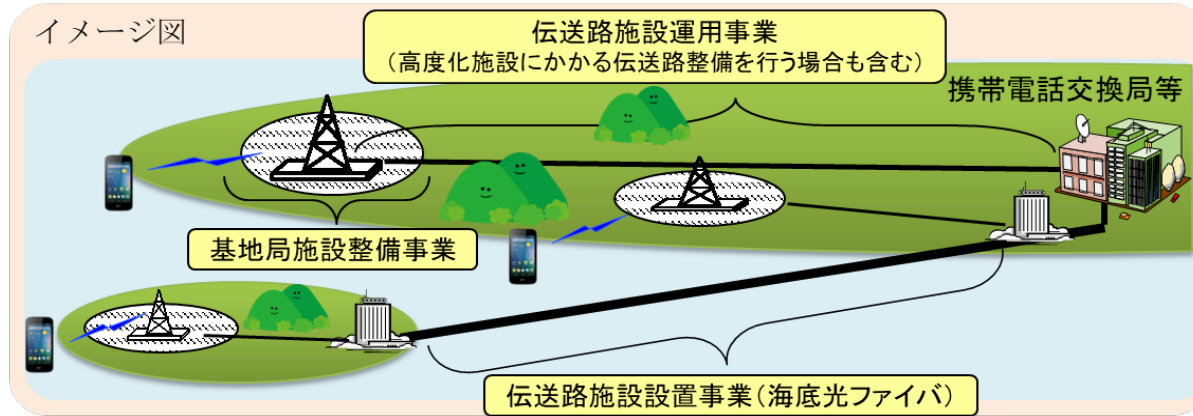 イメージ図
伝送路施設運用事業
(高度化施設にかかる伝送路整備を行う場合も含む)
携帯電話交換局等
基地局施設整備事業
伝送路施設設置事業(海底光ファイバ)